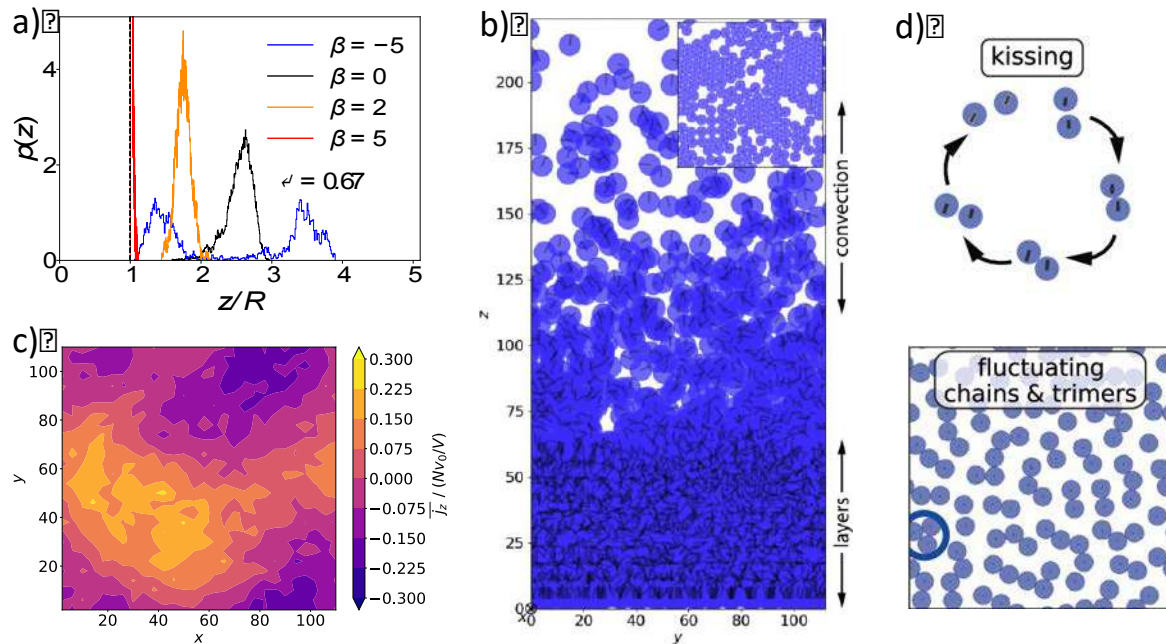 a)
β = −5
β = 0
β = 2
β = 5
= 0.67
p(z)
4
2
0
0 1 2 3 4 5
z/R
b)
200
175
150
125
100
75
50
25
0
z
x
0 20 40 60 80 100
y
convection
layers
c)
100
80
60
40
20
y
20 40 60 80 100
x
0.300
0.225
0.150
0.075
0.000
−0.075
−0.150
−0.225
−0.300
j_z / (Nv₀/V)
d)
kissing
fluctuating
chains & trimers